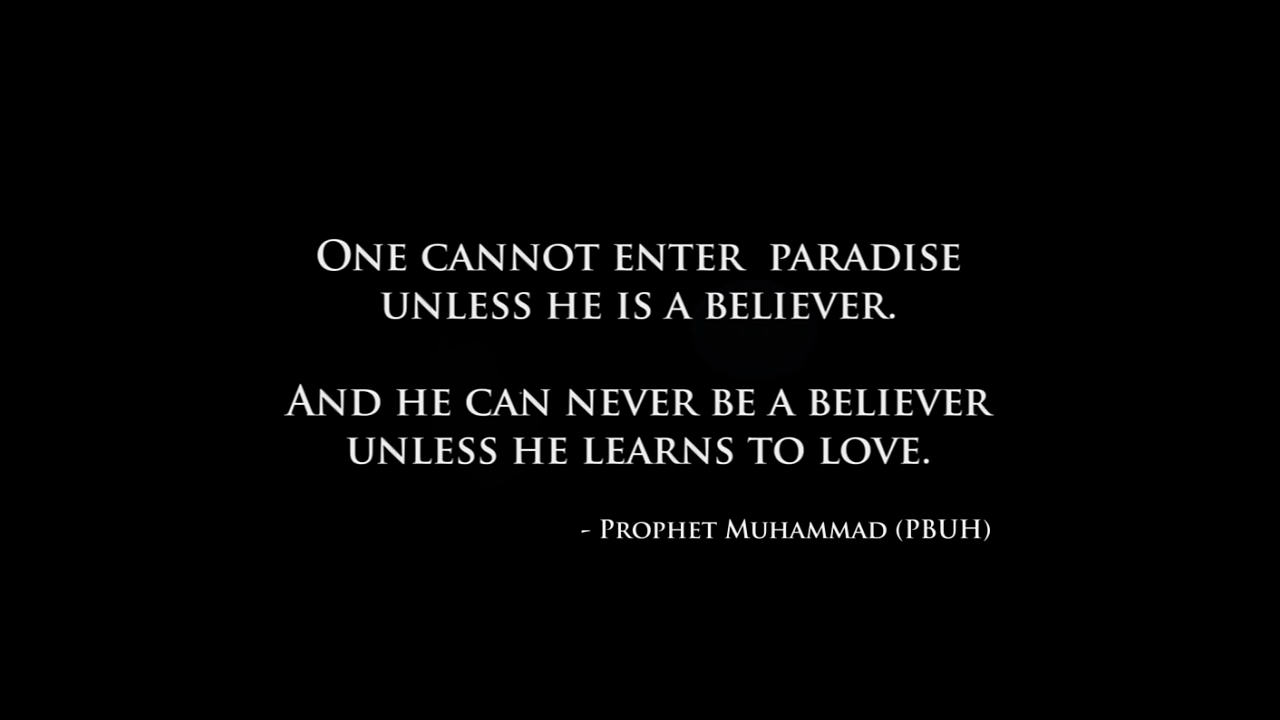 One cannot enter paradise
unless he is a believer.
And he can never be a believer
unless he learns to love.
- Prophet Muhammad (PBUH)